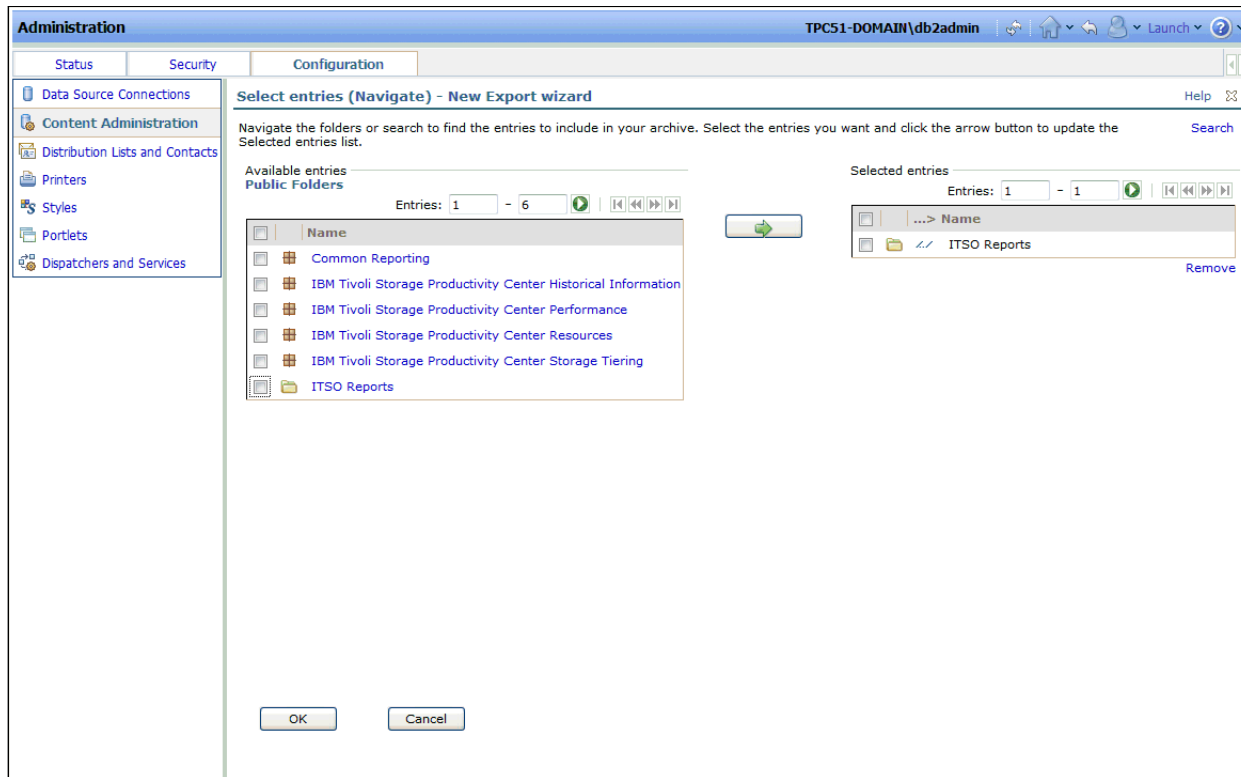 Administration
TPC51-DOMAIN\db2admin
Launch
Status
Security
Configuration
Data Source Connections
Content Administration
Distribution Lists and Contacts
Printers
Styles
Portlets
Dispatchers and Services
Select entries (Navigate) - New Export wizard
Help
Navigate the folders or search to find the entries to include in your archive. Select the entries you want and click the arrow button to update the
Selected entries list.
Search
Available entries
Public Folders
Entries: 1 - 6
Name
Common Reporting
IBM Tivoli Storage Productivity Center Historical Information
IBM Tivoli Storage Productivity Center Performance
IBM Tivoli Storage Productivity Center Resources
IBM Tivoli Storage Productivity Center Storage Tiering
ITSO Reports
Selected entries
Entries: 1 - 1
...> Name
ITSO Reports
Remove
OK
Cancel